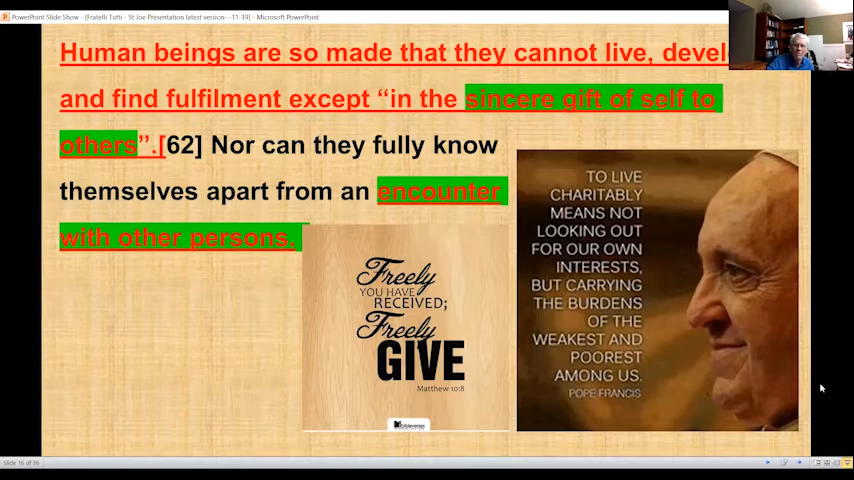 PowerPoint Slide Show - [Fratelli Tutti - St Joe Presentation latest version- -11-19] - Microsoft PowerPoint
Human beings are so made that they cannot live, devel
and find fulfilment except “in the sincere gift of self to
others”.[62] Nor can they fully know
themselves apart from an encounter
with other persons.
Freely
YOU HAVE
RECEIVED;
Freely
GIVE
Matthew 10:8
bibleverses
TO LIVE
CHARITABLY
MEANS NOT
LOOKING OUT
FOR OUR OWN
INTERESTS,
BUT CARRYING
THE BURDENS
OF THE
WEAKEST AND
POOREST
AMONG US.
POPE FRANCIS
Slide 16 of 96